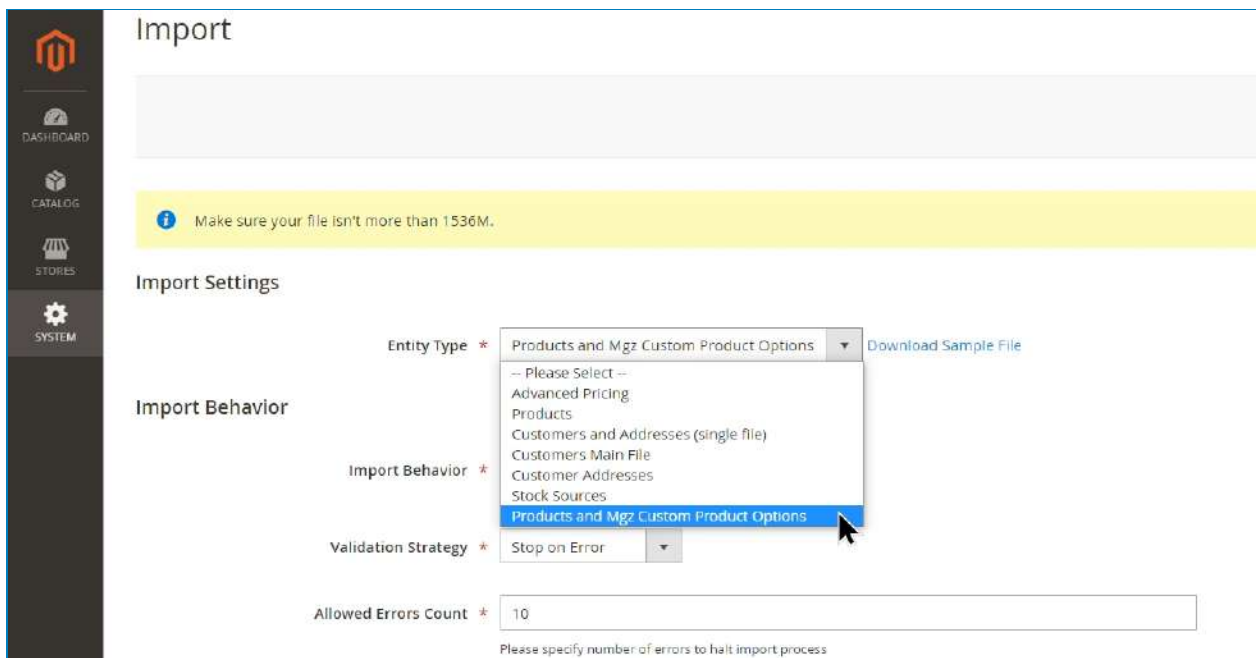 Import
DASHBOARD
CATALOG
STORES
SYSTEM
Make sure your file isn't more than 1536M.
Import Settings
Entity Type * Products and Mgz Custom Product Options Download Sample File
-- Please Select --
Advanced Pricing
Products
Customers and Addresses (single file)
Customers Main File
Customer Addresses
Stock Sources
Products and Mgz Custom Product Options
Import Behavior
Import Behavior *
Validation Strategy * Stop on Error
Allowed Errors Count * 10
Please specify number of errors to halt import process